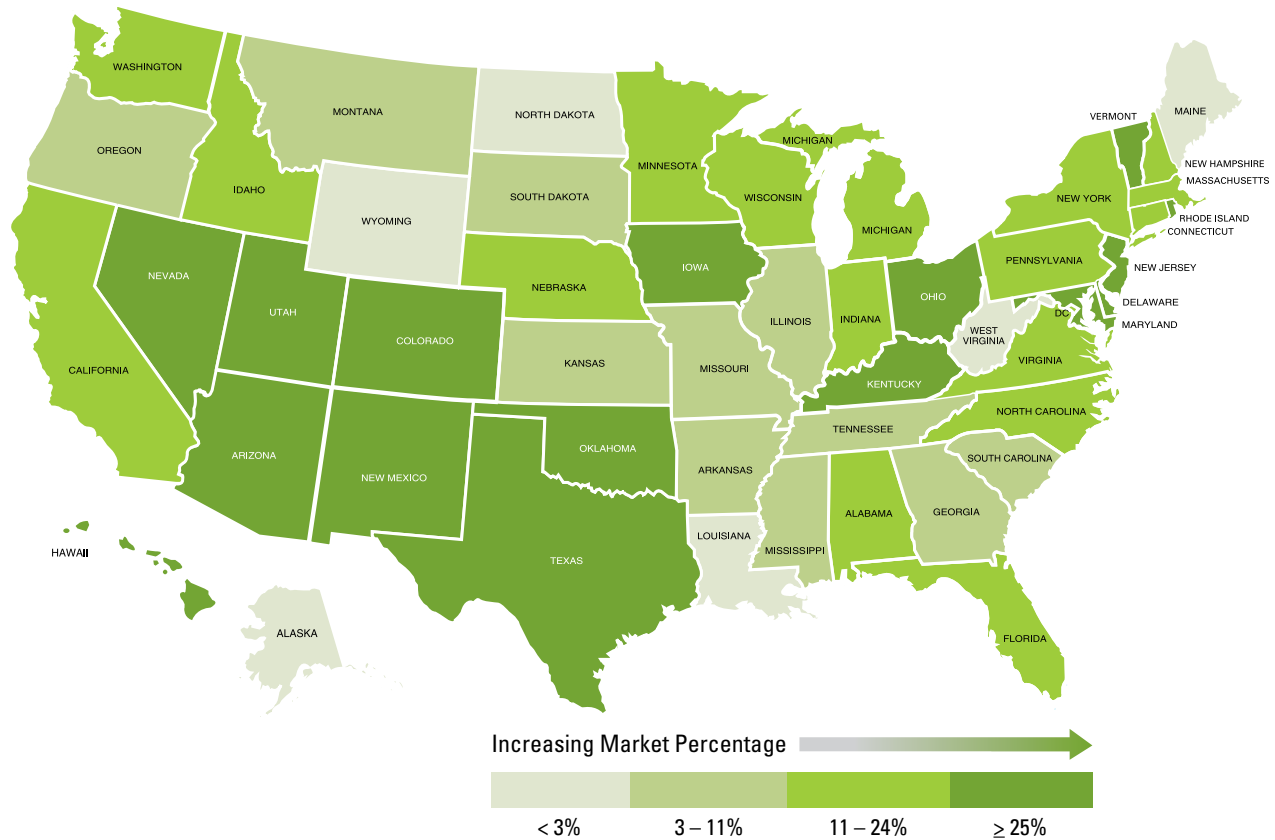 WASHINGTON
MONTANA
NORTH DAKOTA
MAINE
VERMONT
OREGON
IDAHO
MINNESOTA
MICHIGAN
WISCONSIN
SOUTH DAKOTA
WYOMING
NEW HAMPSHIRE
MASSACHUSETTS
NEW YORK
RHODE ISLAND
CONNECTICUT
MICHIGAN
PENNSYLVANIA
NEW JERSEY
NEVADA
IOWA
NEBRASKA
UTAH
OHIO
DELAWARE
DC
MARYLAND
COLORADO
ILLINOIS
INDIANA
WEST
VIRGINIA
VIRGINIA
CALIFORNIA
KANSAS
MISSOURI
KENTUCKY
NORTH CAROLINA
TENNESSEE
ARIZONA
NEW MEXICO
OKLAHOMA
ARKANSAS
SOUTH CAROLINA
ALABAMA
GEORGIA
LOUISIANA
MISSISSIPPI
HAWAII
TEXAS
ALASKA
FLORIDA
Increasing Market Percentage
< 3%
3 – 11%
11 – 24%
≥ 25%